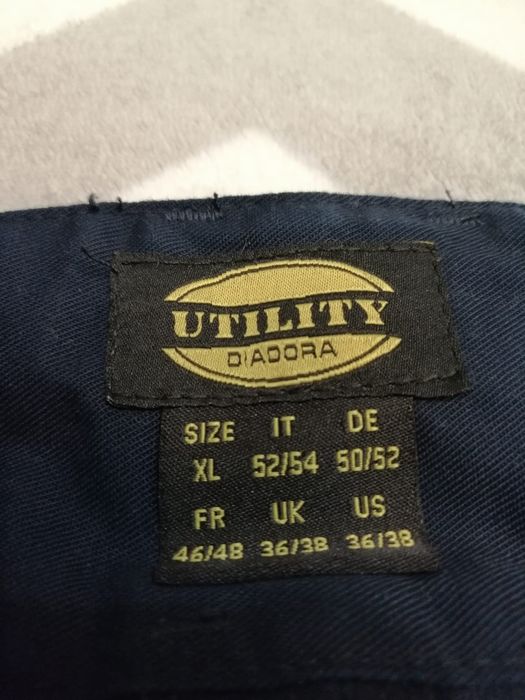 UTILITY
DIADORA
SIZE IT DE
XL 52/54 50/52
FR UK US
46/48 36/38 36/38